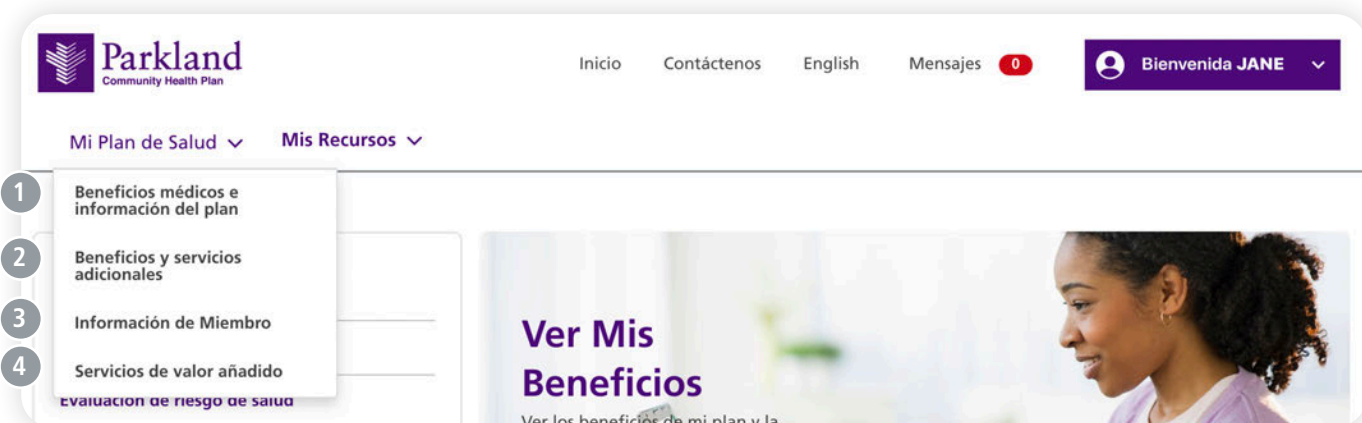 Parkland
Community Health Plan
Inicio Contáctenos English Mensajes 0 Bienvenida JANE
Mi Plan de Salud Mis Recursos
1 Beneficios médicos e
información del plan
2 Beneficios y servicios
adicionales
3 Información de Miembro
4 Servicios de valor añadido
Evaluación de riesgo de salud
Ver Mis
Beneficios
Ver los beneficios de mi plan y la